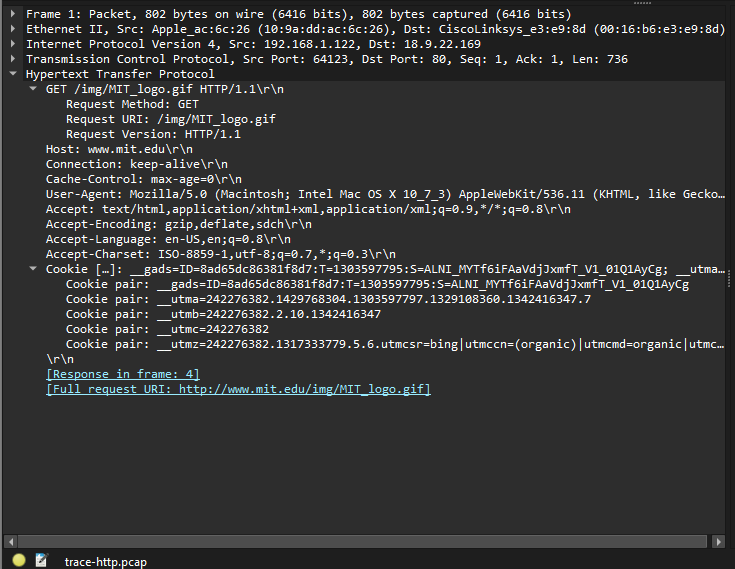 Frame 1: Packet, 802 bytes on wire (6416 bits), 802 bytes captured (6416 bits)
Ethernet II, Src: Apple_ac:6c:26 (10:9a:dd:ac:6c:26), Dst: CiscoLinksys_e3:e9:8d (00:16:b6:e3:e9:8d)
Internet Protocol Version 4, Src: 192.168.1.122, Dst: 18.9.22.169
Transmission Control Protocol, Src Port: 64123, Dst Port: 80, Seq: 1, Ack: 1, Len: 736
Hypertext Transfer Protocol
GET /img/MIT_logo.gif HTTP/1.1\r\n
Request Method: GET
Request URI: /img/MIT_logo.gif
Request Version: HTTP/1.1
Host: www.mit.edu\r\n
Connection: keep-alive\r\n
Cache-Control: max-age=0\r\n
User-Agent: Mozilla/5.0 (Macintosh; Intel Mac OS X 10_7_3) AppleWebKit/536.11 (KHTML, like Gecko…
Accept: text/html,application/xhtml+xml,application/xml;q=0.9,*/*;q=0.8\r\n
Accept-Encoding: gzip,deflate,sdch\r\n
Accept-Language: en-US,en;q=0.8\r\n
Accept-Charset: ISO-8859-1,utf-8;q=0.7,*;q=0.3\r\n
Cookie […]: __gads=ID=8ad65dc86381f8d7:T=1303597795:S=ALNI_MYTf6iFAaVdjJxmfT_V1_01Q1AyCg; __utma…
Cookie pair: __gads=ID=8ad65dc86381f8d7:T=1303597795:S=ALNI_MYTf6iFAaVdjJxmfT_V1_01Q1AyCg
Cookie pair: __utma=242276382.1429768304.1303597797.1329108360.1342416347.7
Cookie pair: __utmb=242276382.2.10.1342416347
Cookie pair: __utmc=242276382
Cookie pair: __utmz=242276382.1317333779.5.6.utmcsr=bing|utmccn=(organic)|utmcmd=organic|utmc…
\r\n
[Response in frame: 4]
[Full request URI: http://www.mit.edu/img/MIT_logo.gif]
trace-http.pcap